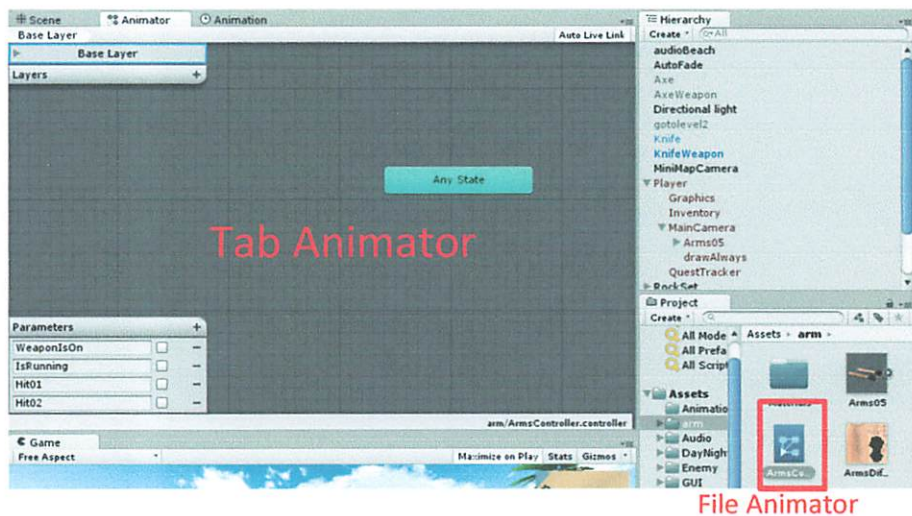 Scene Animator Animation
Base Layer Auto Live Link
Base Layer
Layers +
Any State
Tab Animator
Parameters +
WeaponIsOn -
IsRunning -
Hit01 -
Hit02 -
arm/ArmsController.controller
Game
Free Aspect Maximize on Play Stats Gizmos
Hierarchy
Create All
audioBeach
AutoFade
Axe
AxeWeapon
Directional light
gotolevel2
Knife
KnifeWeapon
MiniMapCamera
Player
Graphics
Inventory
MainCamera
Arms05
drawAlways
QuestTracker
RockSet
Project
Create
All Mode
All Prefa
All Script
Assets
Animatio
arm
Audio
DayNigh
Enemy
GUI
Assets arm
Arms05
ArmsCo...
ArmsDif...
File Animator